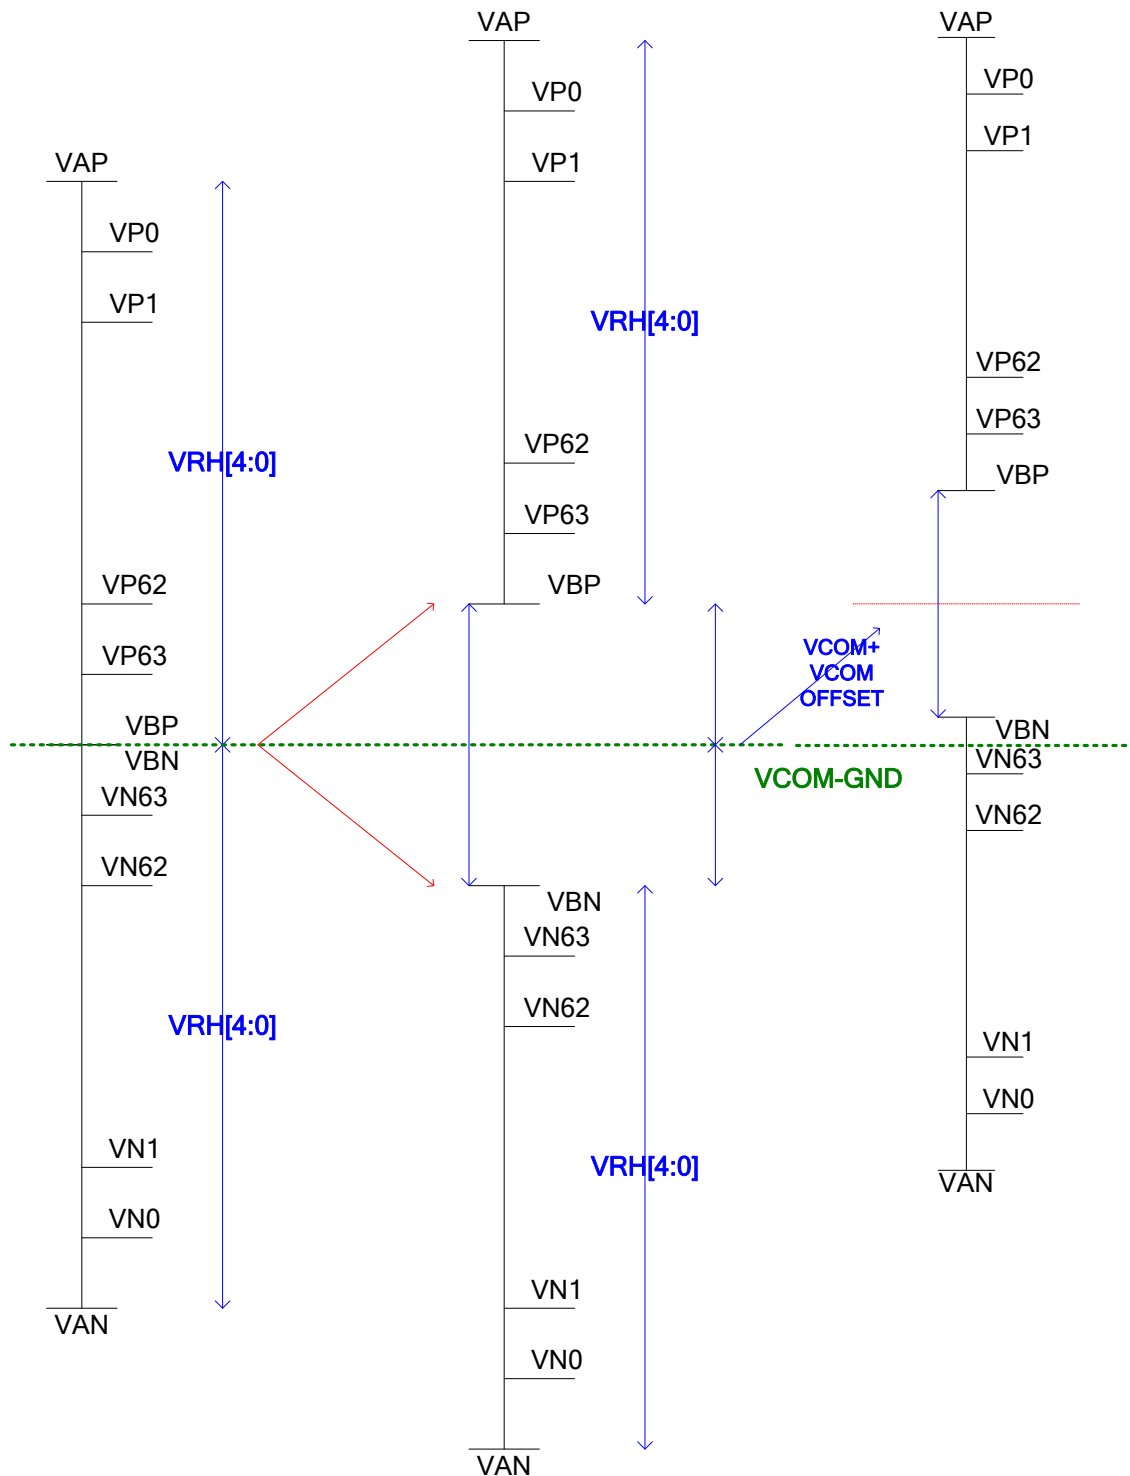 VAP
VP0
VP1
VRH[4:0]
VP62
VP63
VBP
VBN
VN63
VN62
VRH[4:0]
VN1
VN0
VAN
VAP
VP0
VP1
VRH[4:0]
VP62
VP63
VBP
VBN
VN63
VN62
VRH[4:0]
VN1
VN0
VAN
VCOM+
VCOM
OFFSET
VCOM-GND
VAP
VP0
VP1
VP62
VP63
VBP
VBN
VN63
VN62
VN1
VN0
VAN